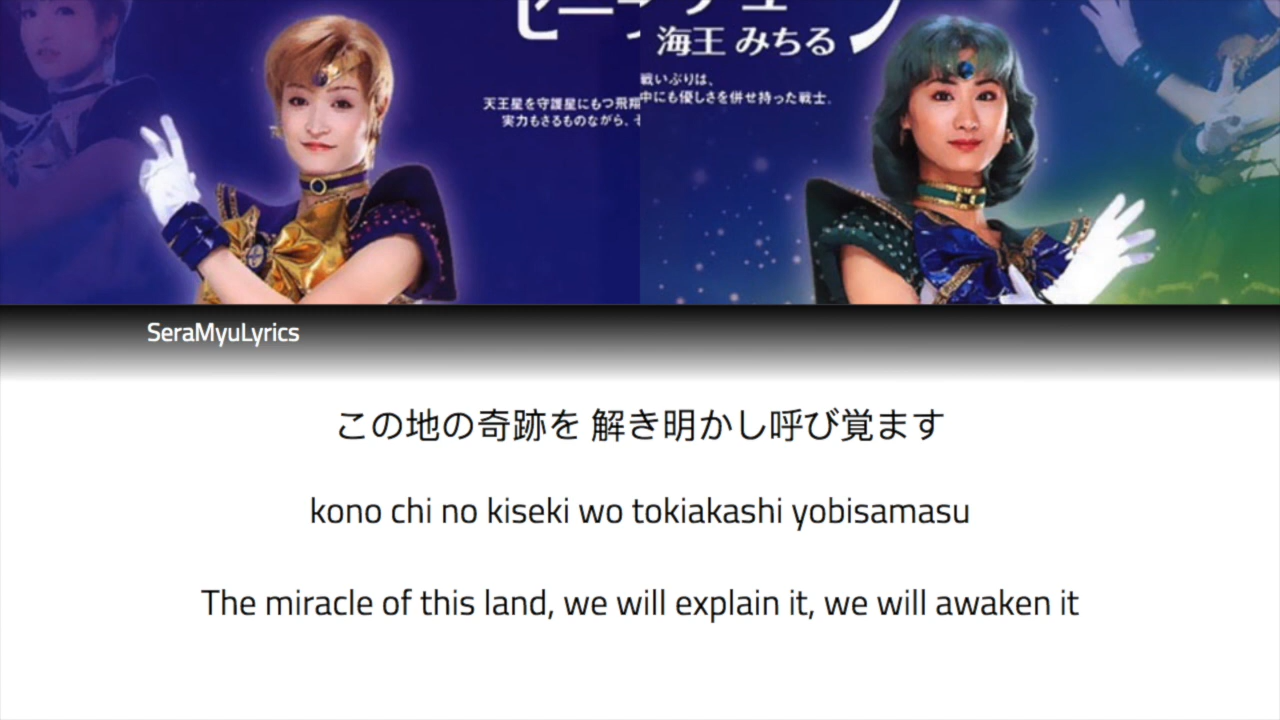 海王 みちる
天王星を守護星にもつ飛翔
実力もさるものながら、
戦いぶりは、
中にも優しさを併せ持った戦士。
SeraMyuLyrics
この地の奇跡を 解き明かし呼び覚ます
kono chi no kiseki wo tokiakashi yobisamasu
The miracle of this land, we will explain it, we will awaken it